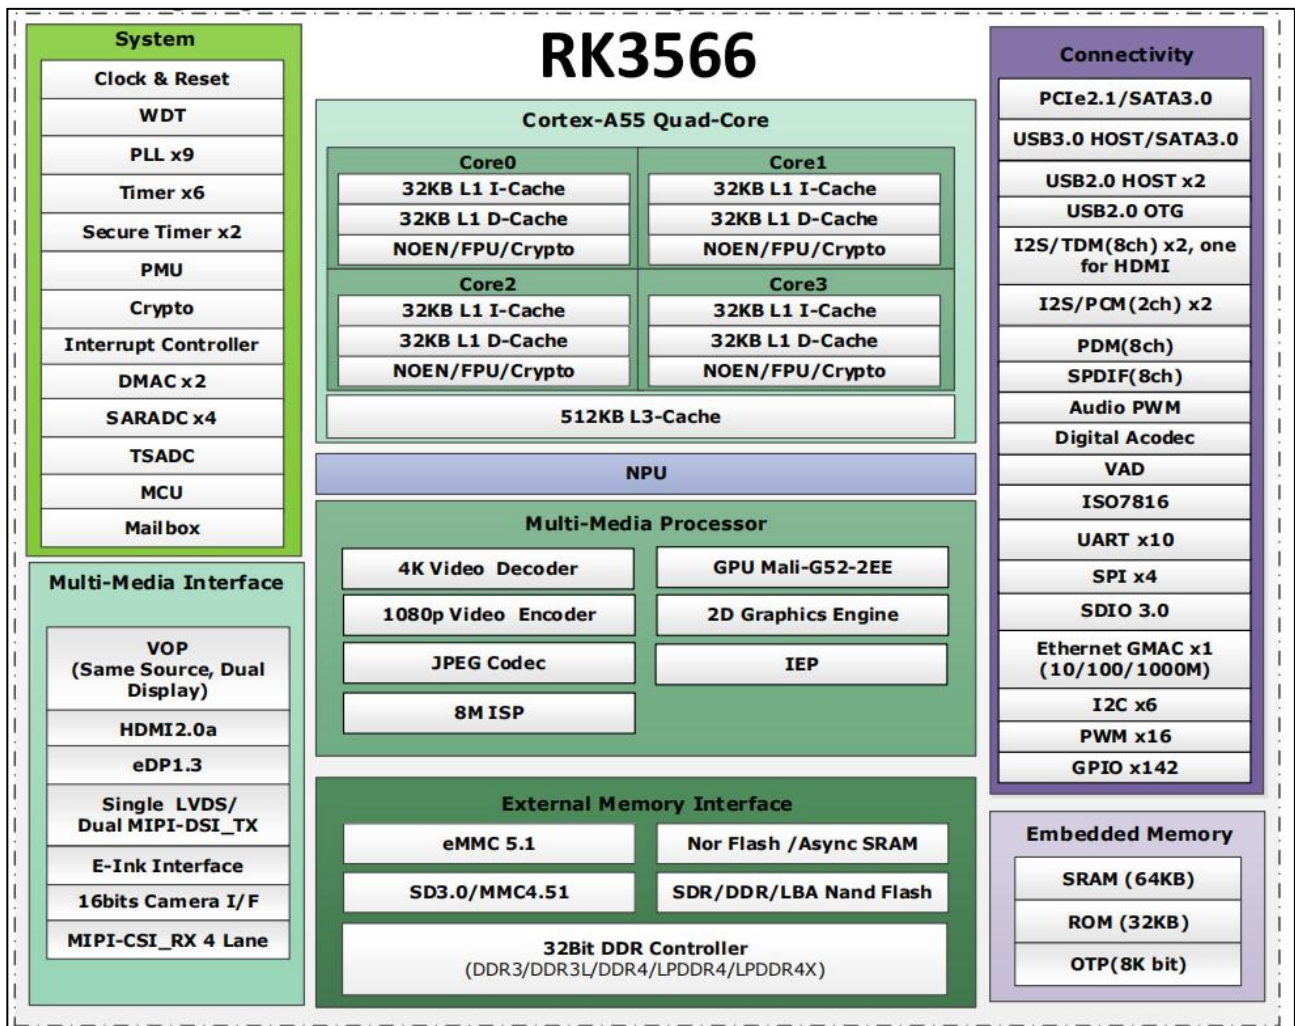 RK3566
System
Clock & Reset
WDT
PLL x9
Timer x6
Secure Timer x2
PMU
Crypto
Interrupt Controller
DMAC x2
SARADC x4
TSADC
MCU
Mailbox
Multi-Media Interface
VOP
(Same Source, Dual
Display)
HDMI2.0a
eDP1.3
Single LVDS/
Dual MIPI-DSI_TX
E-Ink Interface
16bits Camera I/F
MIPI-CSI_RX 4 Lane
Cortex-A55 Quad-Core
Core0
32KB L1 I-Cache
32KB L1 D-Cache
NOEN/FPU/Crypto
Core1
32KB L1 I-Cache
32KB L1 D-Cache
NOEN/FPU/Crypto
Core2
32KB L1 I-Cache
32KB L1 D-Cache
NOEN/FPU/Crypto
Core3
32KB L1 I-Cache
32KB L1 D-Cache
NOEN/FPU/Crypto
512KB L3-Cache
NPU
Multi-Media Processor
4K Video Decoder
1080p Video Encoder
JPEG Codec
8M ISP
GPU Mali-G52-2EE
2D Graphics Engine
IEP
External Memory Interface
eMMC 5.1
Nor Flash /Async SRAM
SD3.0/MMC4.51
SDR/DDR/LBA Nand Flash
32Bit DDR Controller
(DDR3/DDR3L/DDR4/LPDDR4/LPDDR4X)
Connectivity
PCIe2.1/SATA3.0
USB3.0 HOST/SATA3.0
USB2.0 HOST x2
USB2.0 OTG
I2S/TDM(8ch) x2, one
for HDMI
I2S/PCM(2ch) x2
PDM(8ch)
SPDIF(8ch)
Audio PWM
Digital Acodec
VAD
ISO7816
UART x10
SPI x4
SDIO 3.0
Ethernet GMAC x1
(10/100/1000M)
I2C x6
PWM x16
GPIO x142
Embedded Memory
SRAM (64KB)
ROM (32KB)
OTP(8K bit)